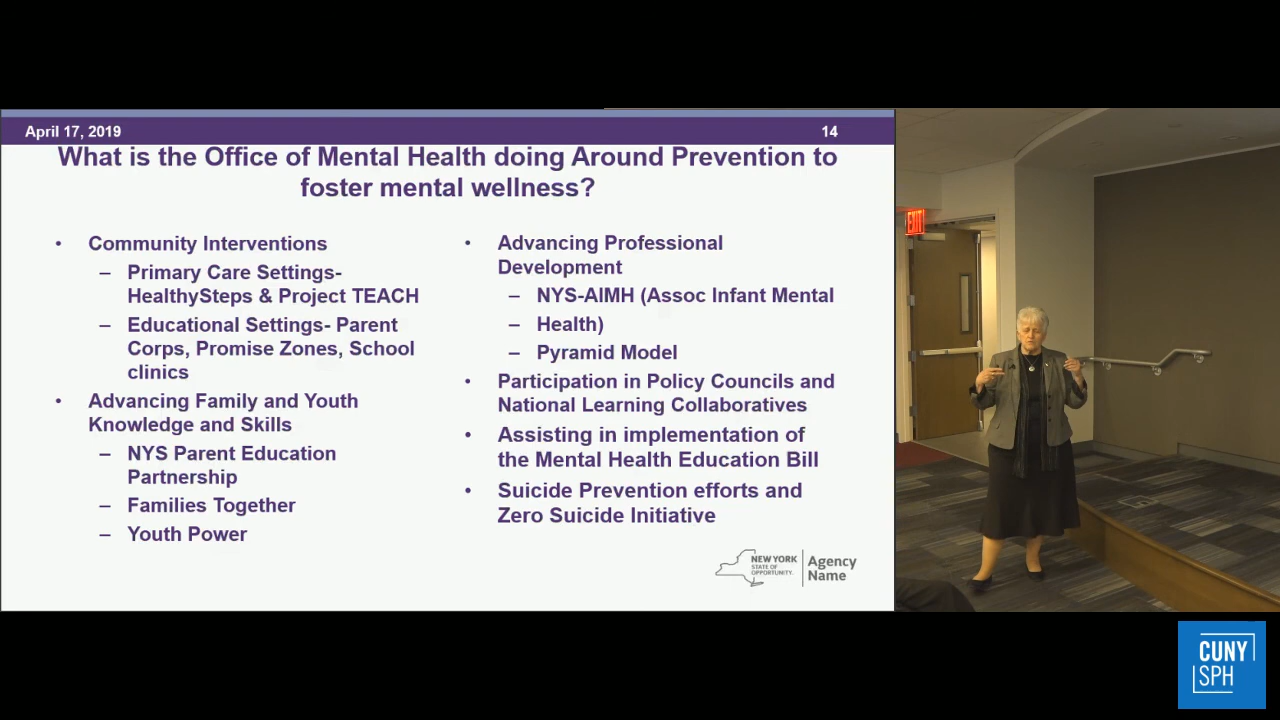 April 17, 2019
14
What is the Office of Mental Health doing Around Prevention to
foster mental wellness?
• Community Interventions
– Primary Care Settings-
HealthySteps & Project TEACH
– Educational Settings- Parent
Corps, Promise Zones, School
clinics
• Advancing Family and Youth
Knowledge and Skills
– NYS Parent Education
Partnership
– Families Together
– Youth Power
• Advancing Professional
Development
– NYS-AIMH (Assoc Infant Mental
– Health)
– Pyramid Model
• Participation in Policy Councils and
National Learning Collaboratives
• Assisting in implementation of
the Mental Health Education Bill
• Suicide Prevention efforts and
Zero Suicide Initiative
NEW YORK
STATE OF
OPPORTUNITY.
Agency
Name
EXIT
CUNY
SPH